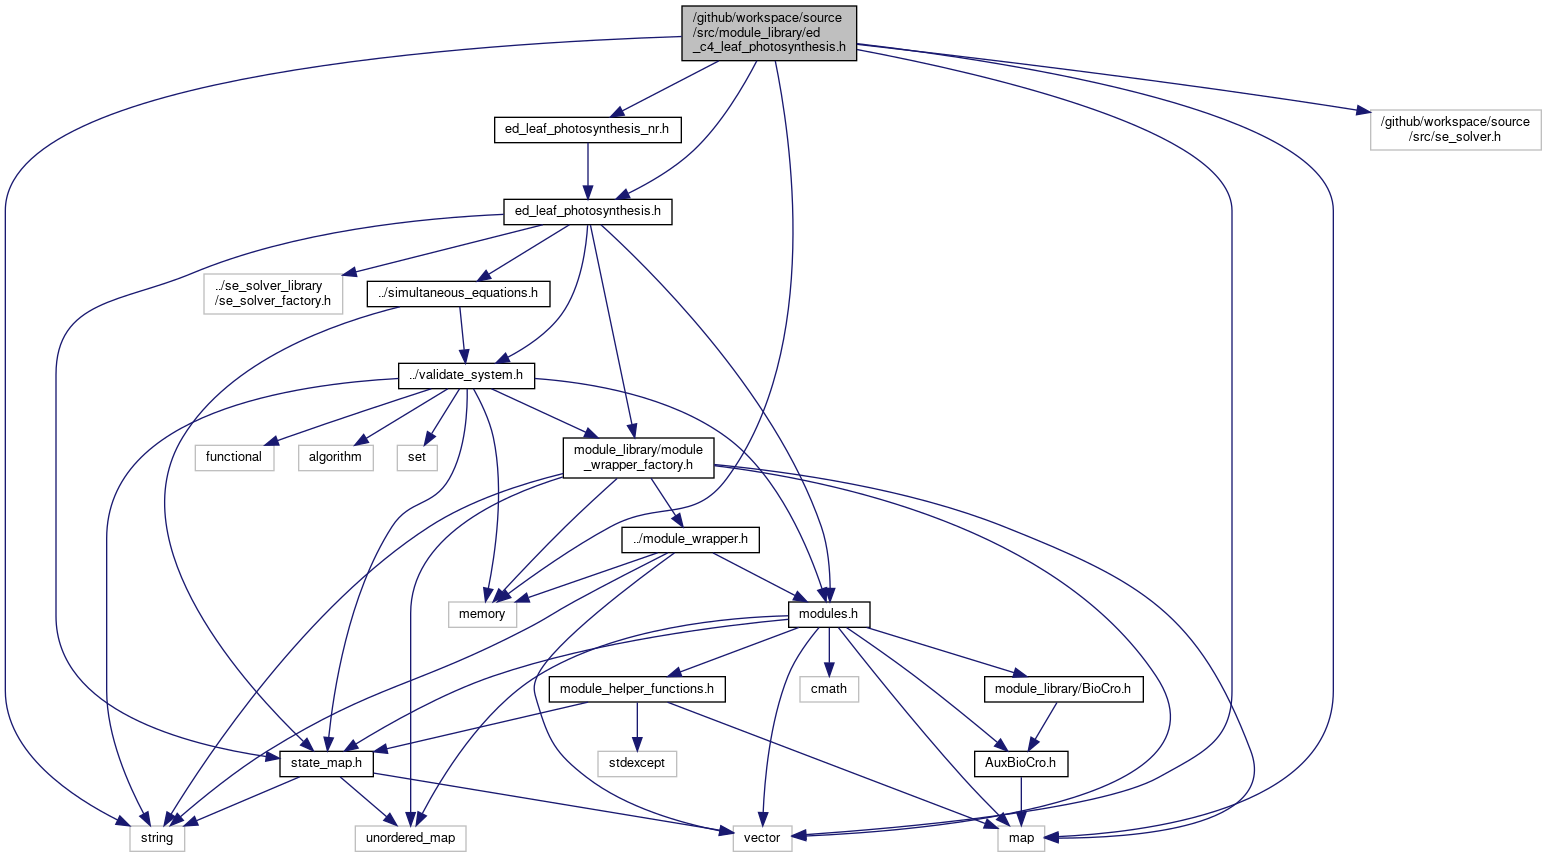 /github/workspace/source
/src/module_library/ed
_c4_leaf_photosynthesis.h
ed_leaf_photosynthesis_nr.h
/github/workspace/source
/src/se_solver.h
ed_leaf_photosynthesis.h
../se_solver_library
/se_solver_factory.h
../simultaneous_equations.h
../validate_system.h
functional
algorithm
set
module_library/module
_wrapper_factory.h
../module_wrapper.h
memory
modules.h
module_helper_functions.h
cmath
module_library/BioCro.h
state_map.h
stdexcept
AuxBioCro.h
string
unordered_map
vector
map